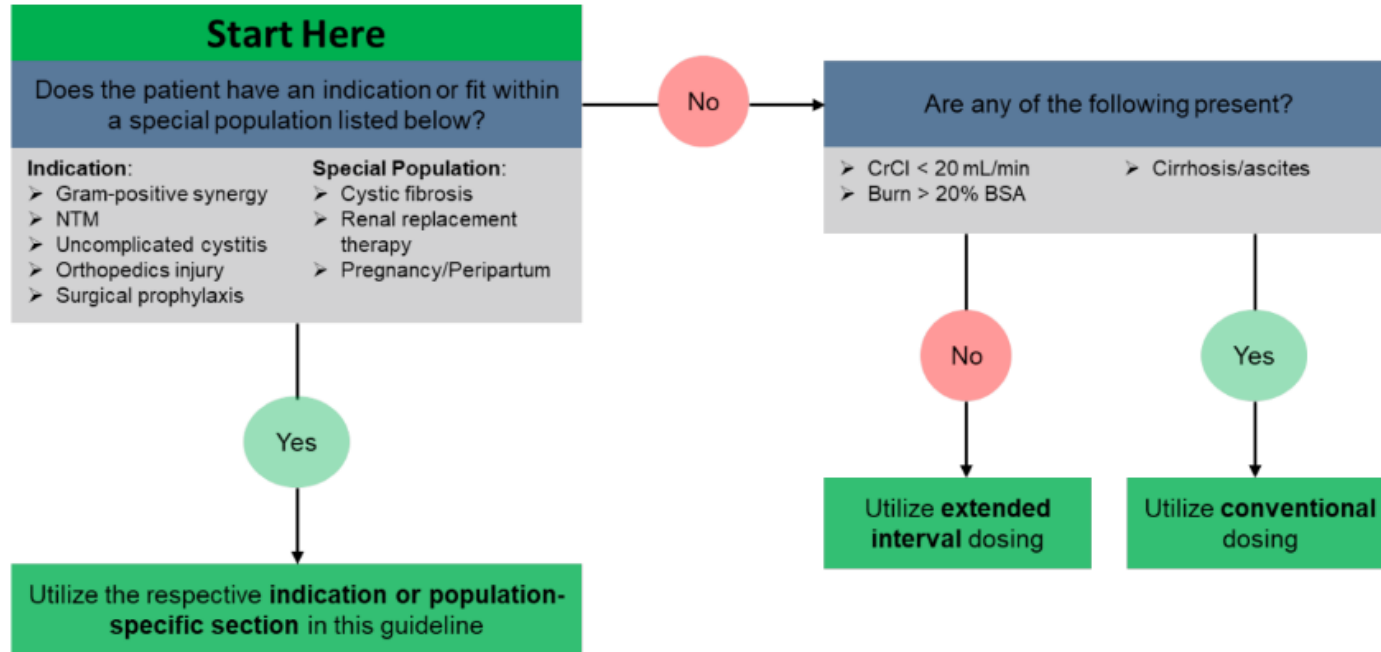 Start Here
Does the patient have an indication or fit within
a special population listed below?
Indication:
➢ Gram-positive synergy
➢ NTM
➢ Uncomplicated cystitis
➢ Orthopedics injury
➢ Surgical prophylaxis
Special Population:
➢ Cystic fibrosis
➢ Renal replacement
therapy
➢ Pregnancy/Peripartum
No
Are any of the following present?
➢ CrCl < 20 mL/min
➢ Burn > 20% BSA
➢ Cirrhosis/ascites
Yes
Utilize the respective indication or population-
specific section in this guideline
No
Utilize extended
interval dosing
Yes
Utilize conventional
dosing